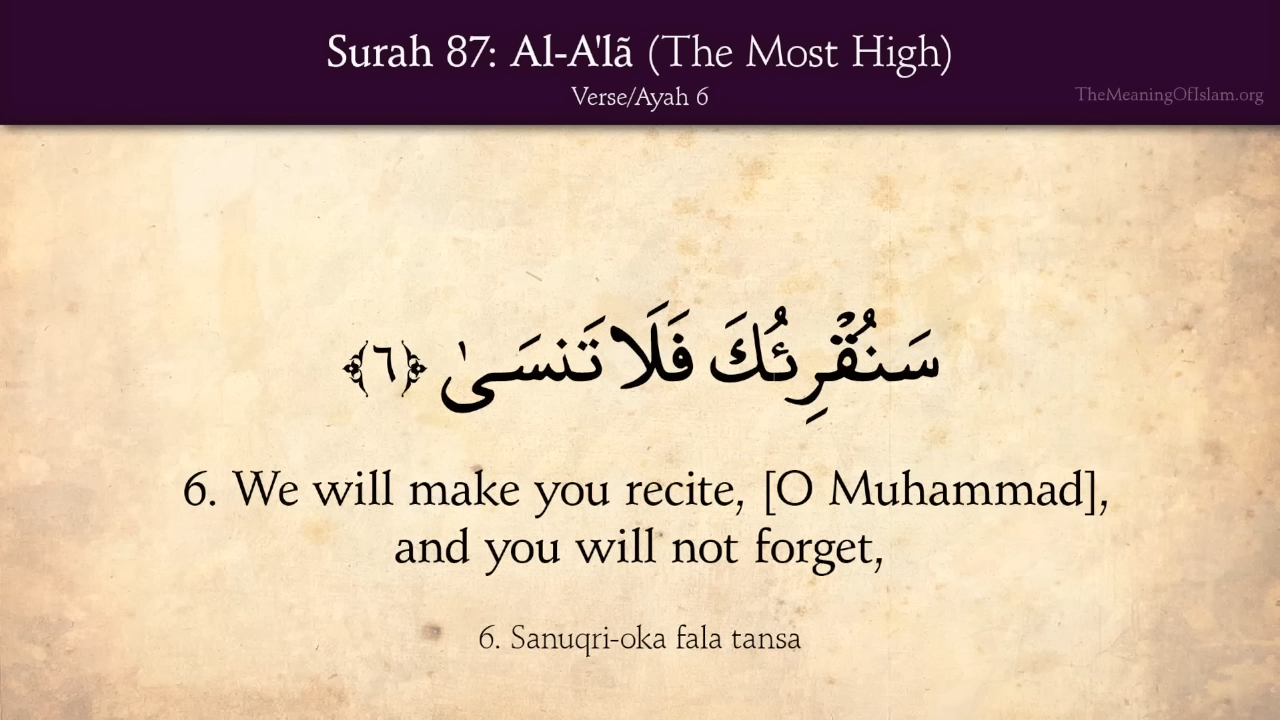 Surah 87: Al-A'lã (The Most High)
Verse/Ayah 6
TheMeaningOfIslam.org
سَنُقْرِئُكَ فَلَا تَنسَىٰ ﴿٦﴾
6. We will make you recite, [O Muhammad],
and you will not forget,
6. Sanuqri-oka fala tansa